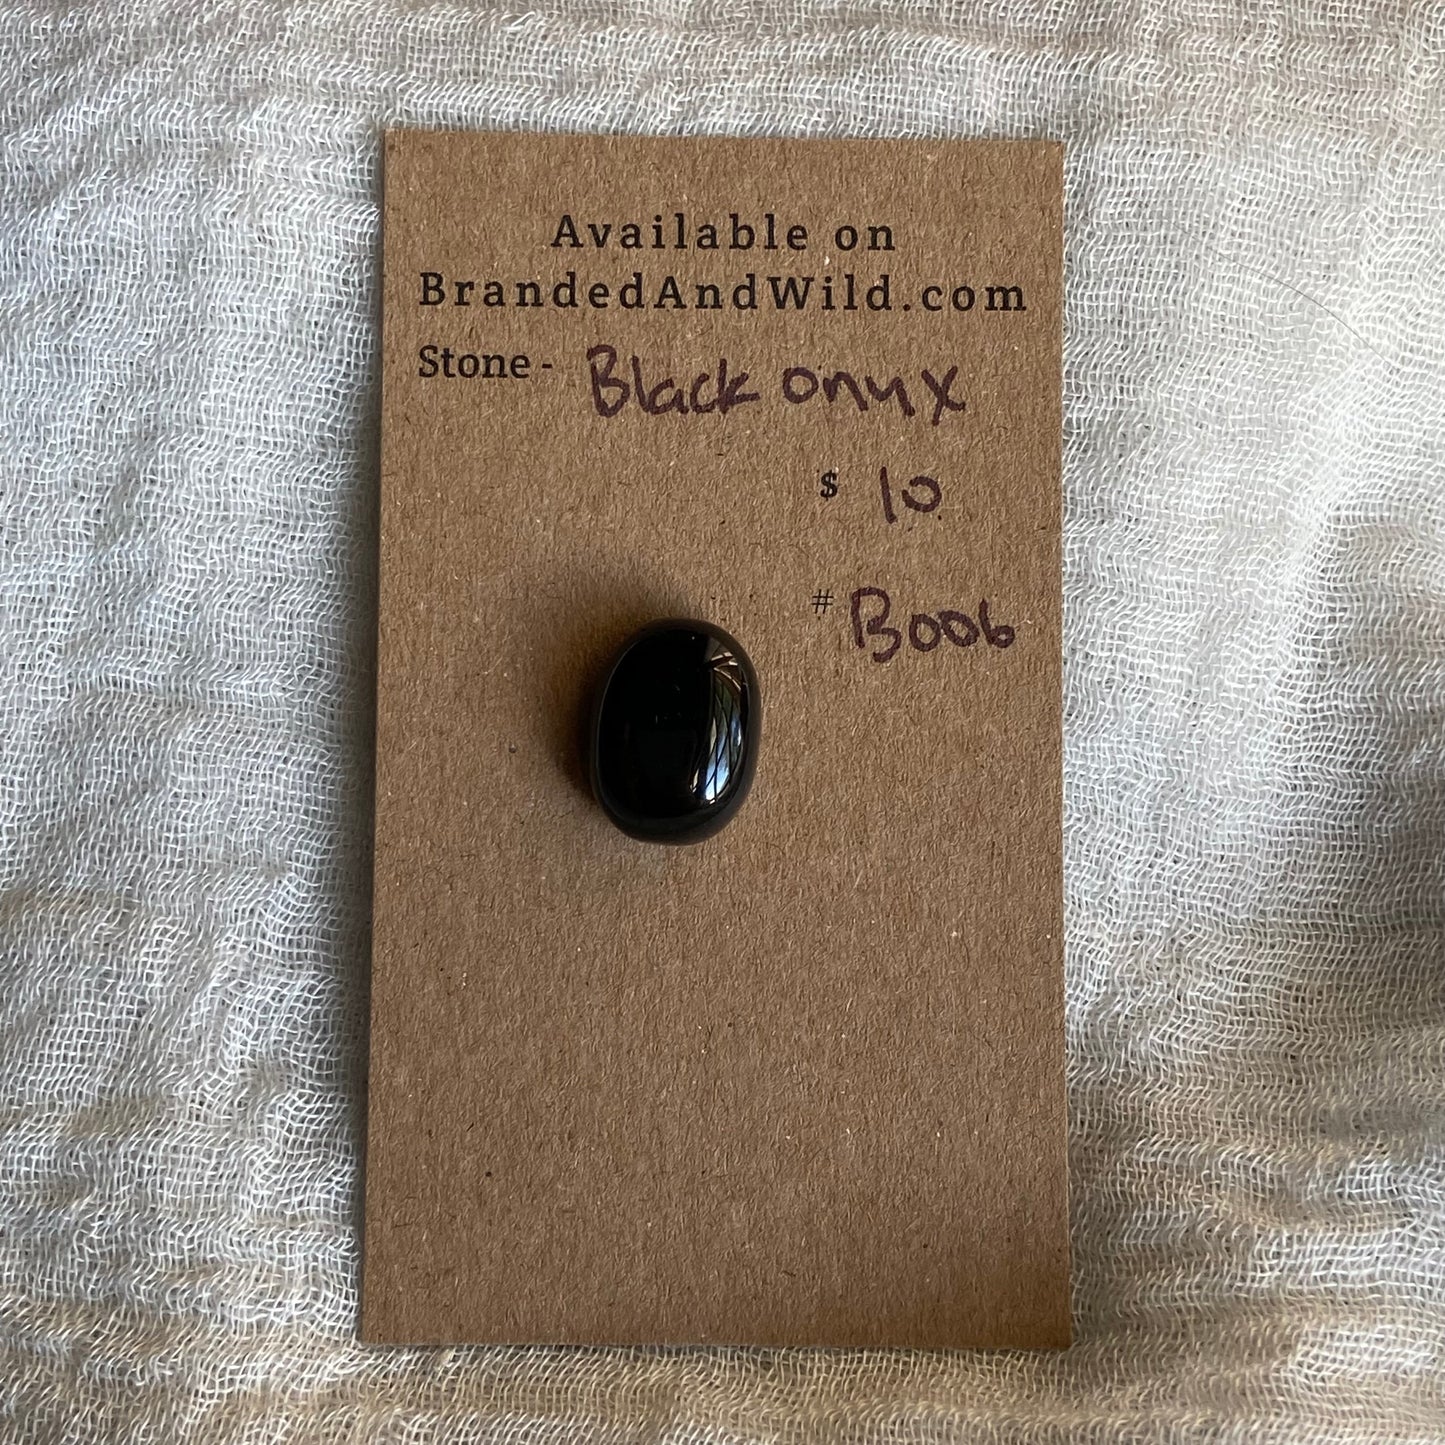 Available on
BrandedAndWild.com
Stone - Black onyx
$ 10.
# B006